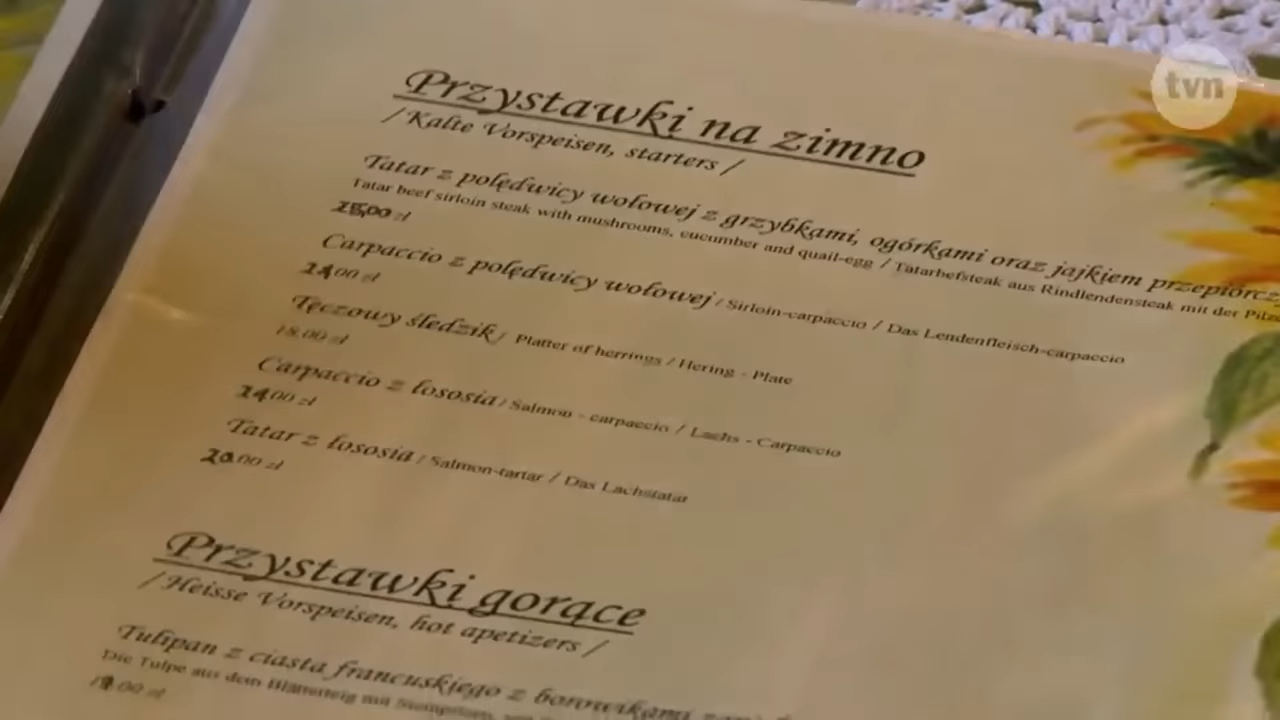 tvn
Przystawki na zimno
/ Kalte Vorspeisen, starters /
Tatar z polędwicy wołowej z grzybkami, ogórkami oraz jajkiem
Tatar beef sirloin steak with mushrooms, cucumber and quail-egg / Tatarbefsteak aus Rindlendensteak mit der
Carpaccio z polędwicy wołowej / Sirloin-carpaccio / Das Lendenfleisch-carpaccio
24.00 zł
Tęczowy śledzik / Platter of herrings / Hering - Plate
18.00 zł
Carpaccio z łososia / Salmon - carpaccio / Lachs - Carpaccio
24.00 zł
Tatar z łososia / Salmon-tartar / Das Lachstatar
20.00 zł
Przystawki gorące
/ Heisse Vorspeisen, hot apetizers /
Tulipan z ciasta francuskiego z borowikami
Die Tulpe aus dem Blätterteig mit Steinpilzen,